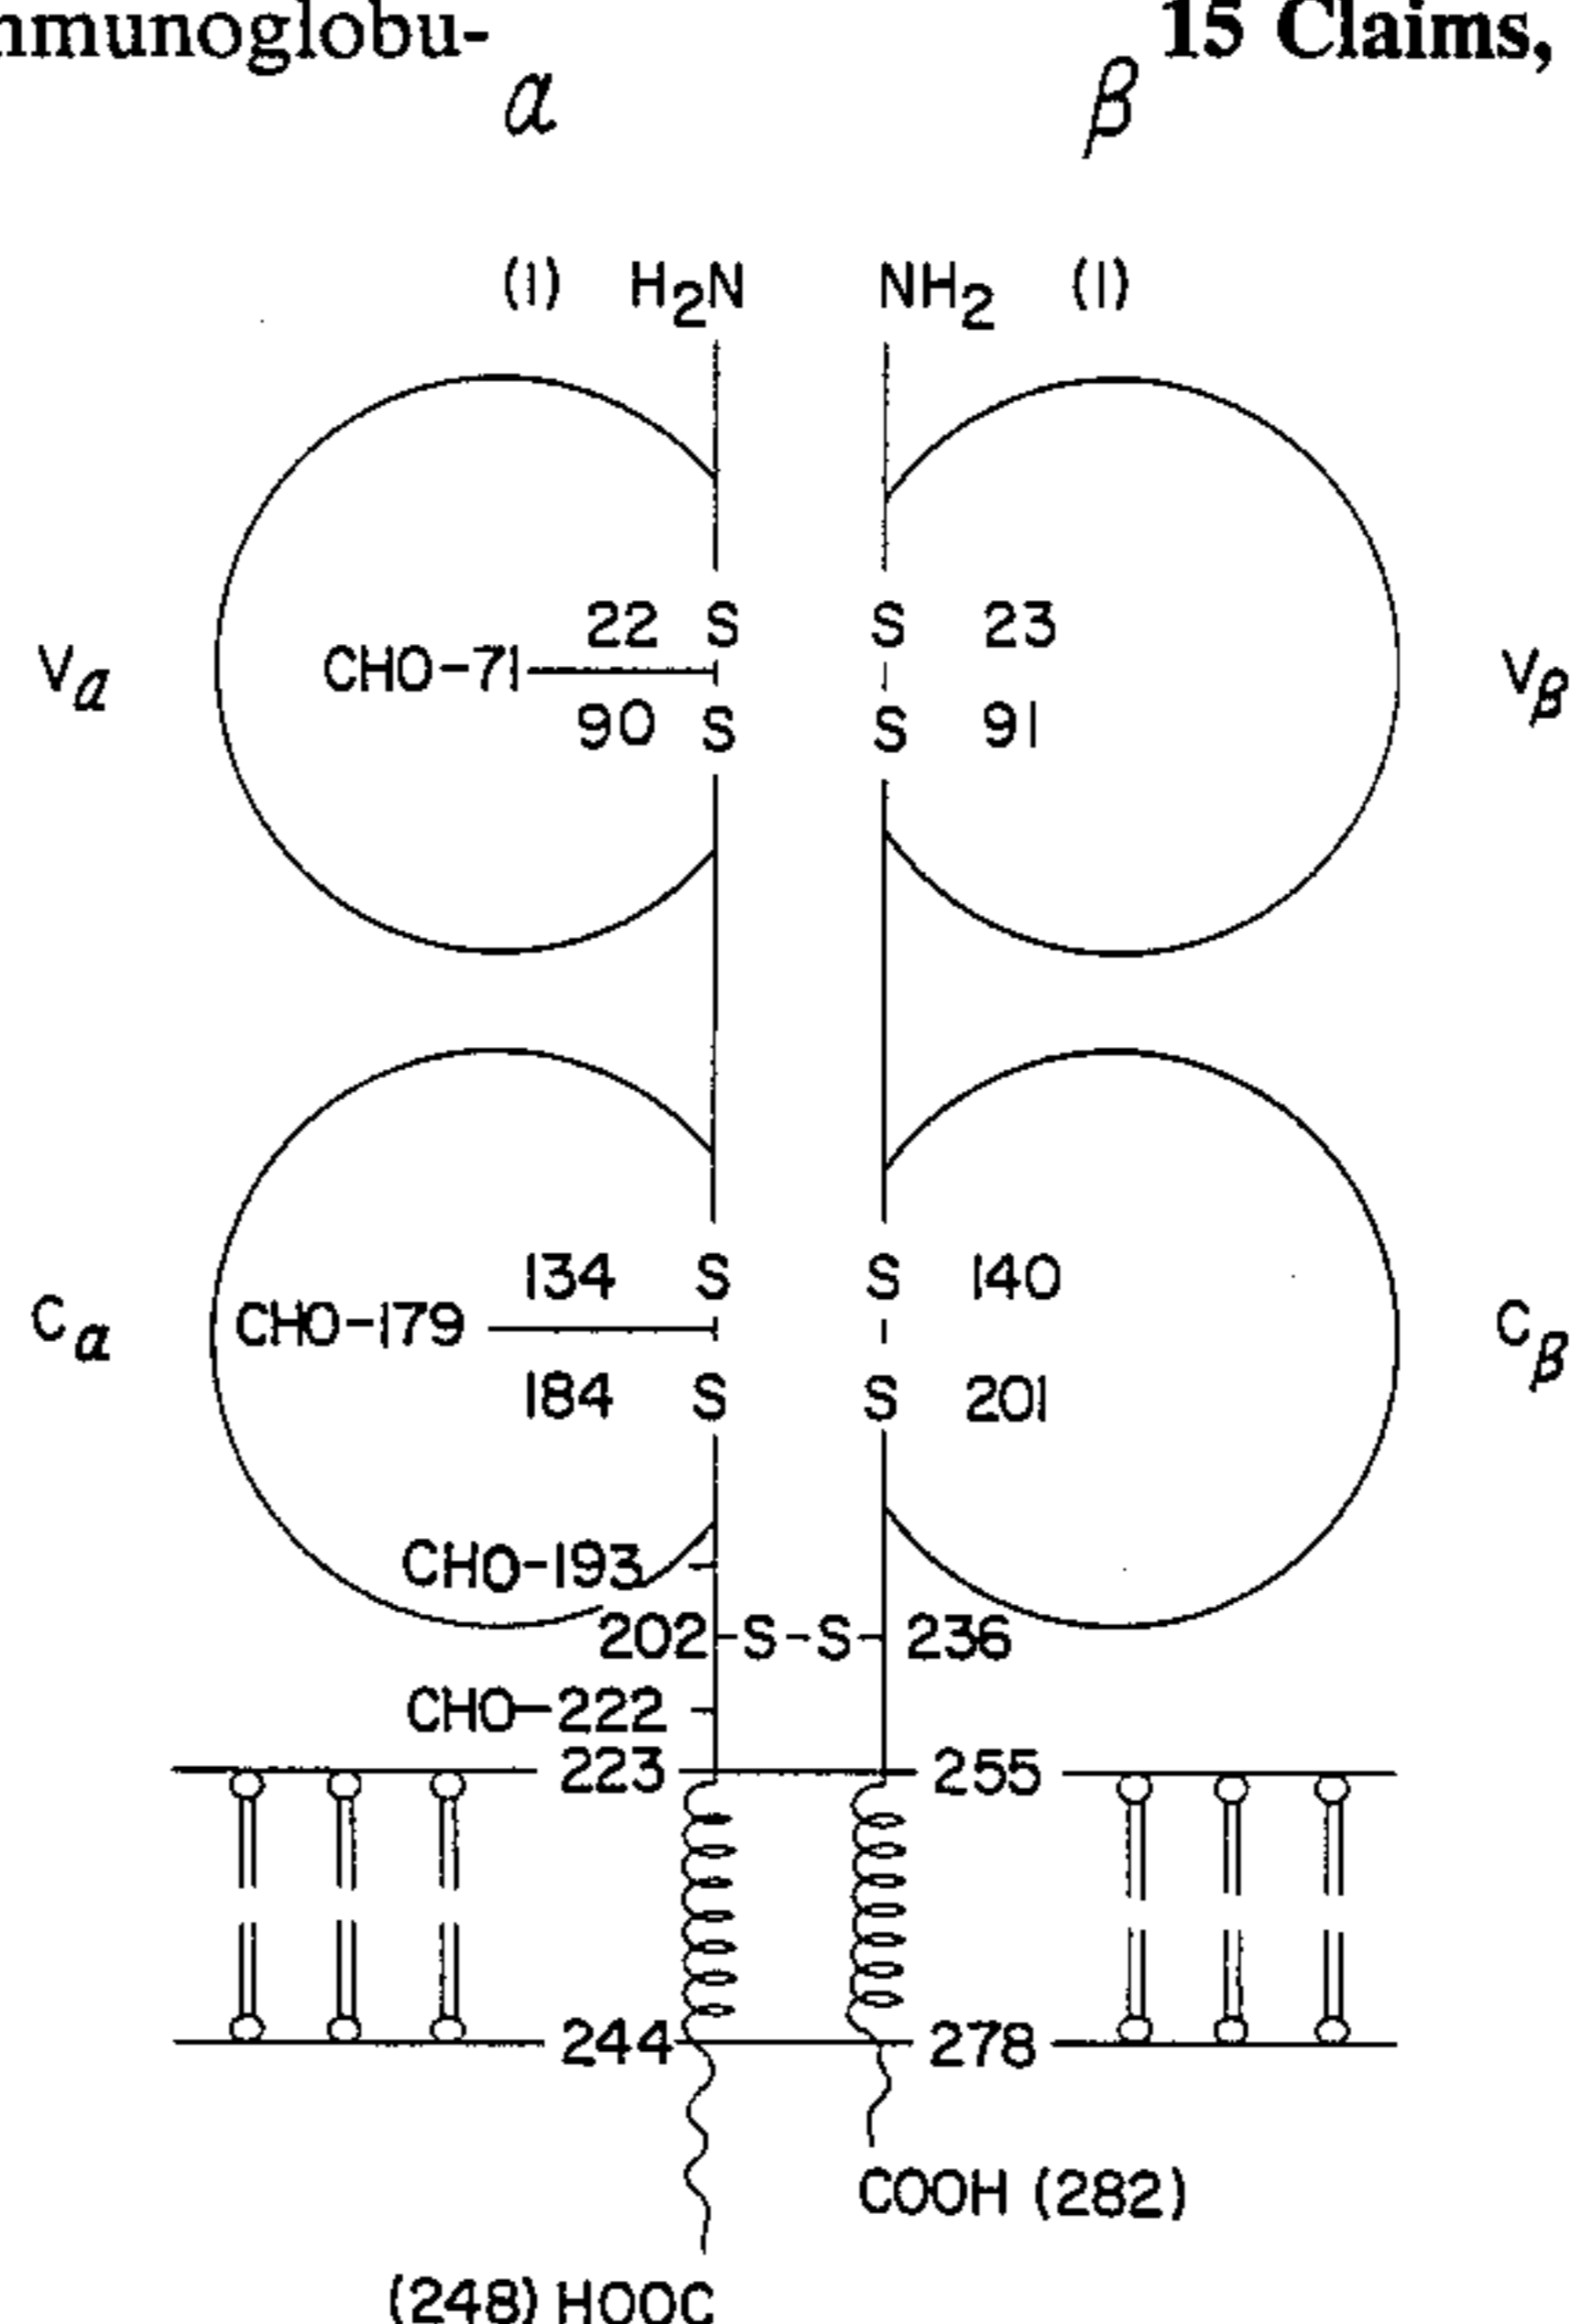 mmunoglobu-
15 Claims,
α β
(1) H2N NH2 (1)
22 S S 23
Vα CHO-71 Vβ
90 S S 91
134 S S 140
Cα CHO-179 Cβ
184 S S 201
CHO-193
202-S-S-236
CHO-222
223 255
244 278
COOH (282)
(248) HOOC